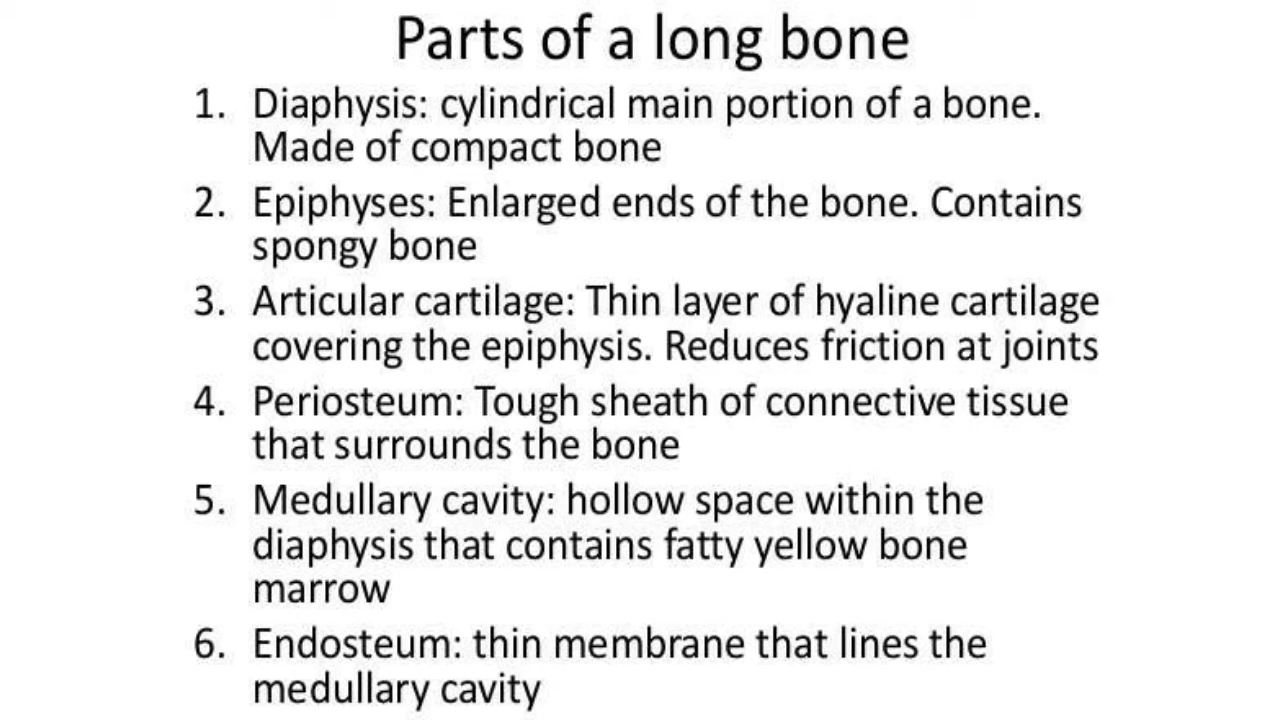 Parts of a long bone
1. Diaphysis: cylindrical main portion of a bone.
Made of compact bone
2. Epiphyses: Enlarged ends of the bone. Contains
spongy bone
3. Articular cartilage: Thin layer of hyaline cartilage
covering the epiphysis. Reduces friction at joints
4. Periosteum: Tough sheath of connective tissue
that surrounds the bone
5. Medullary cavity: hollow space within the
diaphysis that contains fatty yellow bone
marrow
6. Endosteum: thin membrane that lines the
medullary cavity